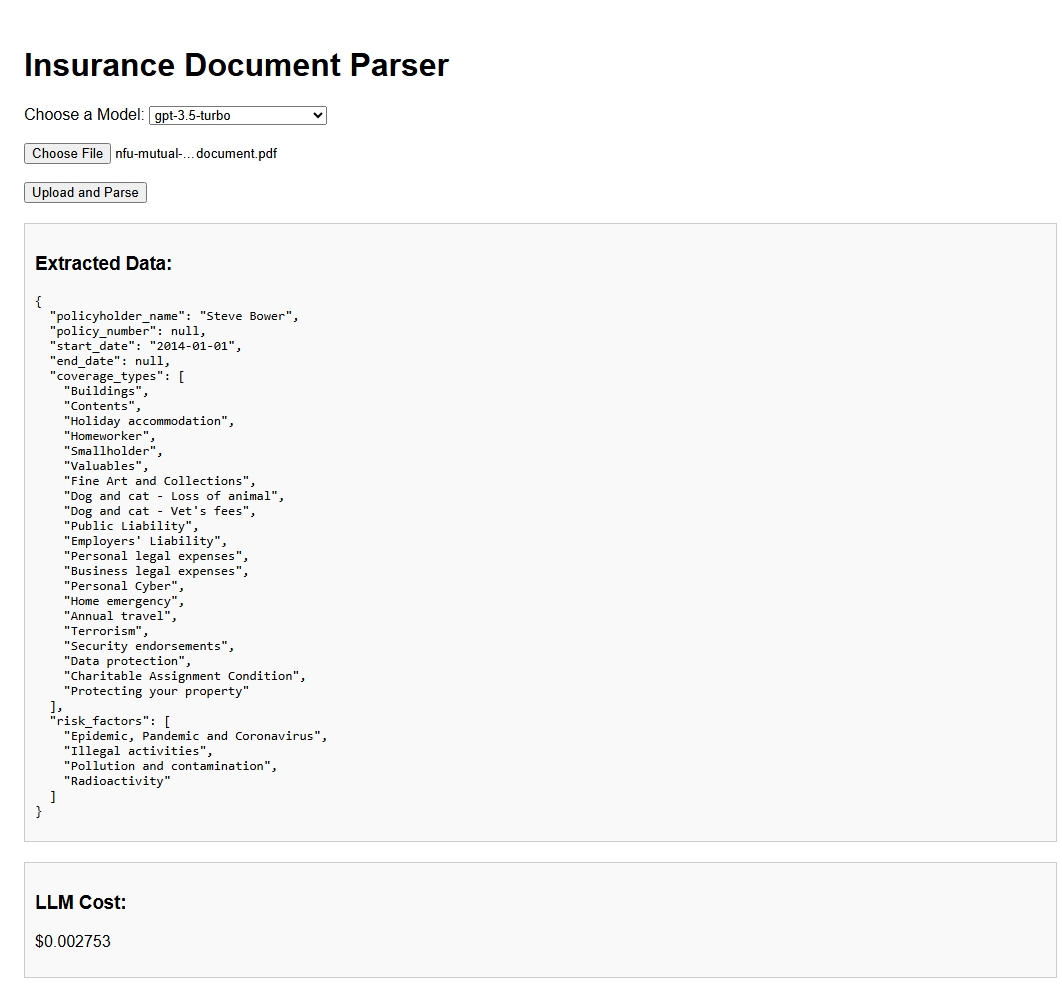 Insurance Document Parser
Choose a Model: gpt-3.5-turbo
Choose File nfu-mutual-...document.pdf
Upload and Parse
Extracted Data:
{
  "policyholder_name": "Steve Bower",
  "policy_number": null,
  "start_date": "2014-01-01",
  "end_date": null,
  "coverage_types": [
    "Buildings",
    "Contents",
    "Holiday accommodation",
    "Homeworker",
    "Smallholder",
    "Valuables",
    "Fine Art and Collections",
    "Dog and cat - Loss of animal",
    "Dog and cat - Vet's fees",
    "Public Liability",
    "Employers' Liability",
    "Personal legal expenses",
    "Business legal expenses",
    "Personal Cyber",
    "Home emergency",
    "Annual travel",
    "Terrorism",
    "Security endorsements",
    "Data protection",
    "Charitable Assignment Condition",
    "Protecting your property"
  ],
  "risk_factors": [
    "Epidemic, Pandemic and Coronavirus",
    "Illegal activities",
    "Pollution and contamination",
    "Radioactivity"
  ]
}
LLM Cost:
$0.002753